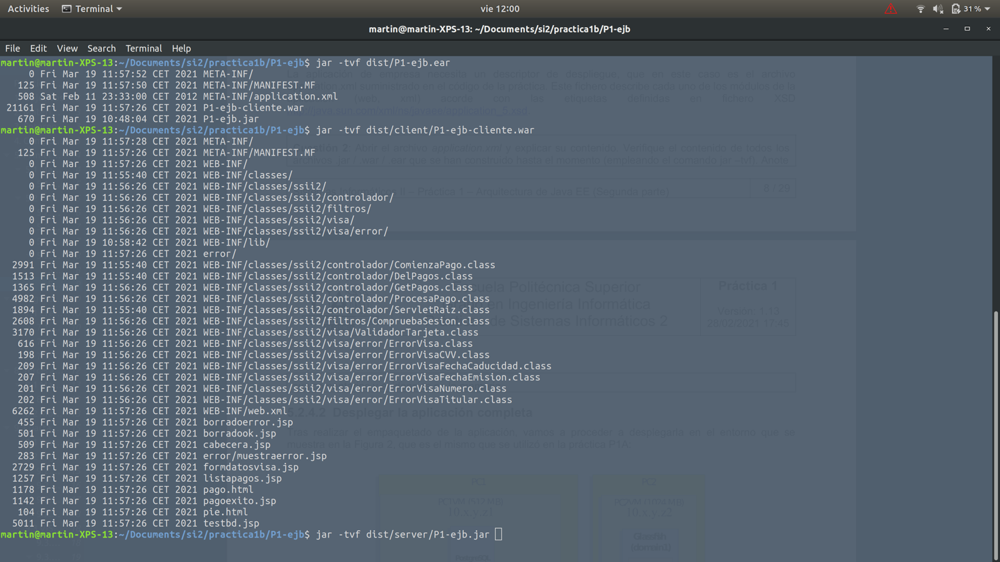 Activities Terminal vie 12:00 31 %
martin@martin-XPS-13: ~/Documents/si2/practica1b/P1-ejb
File Edit View Search Terminal Help
martin@martin-XPS-13:~/Documents/si2/practica1b/P1-ejb$ jar -tvf dist/P1-ejb.ear
0 Fri Mar 19 11:57:52 CET 2021 META-INF/
125 Fri Mar 19 11:57:50 CET 2021 META-INF/MANIFEST.MF
508 Sat Feb 11 23:33:00 CET 2012 META-INF/application.xml
21161 Fri Mar 19 11:57:26 CET 2021 P1-ejb-cliente.war
670 Fri Mar 19 10:48:04 CET 2021 P1-ejb.jar
martin@martin-XPS-13:~/Documents/si2/practica1b/P1-ejb$ jar -tvf dist/client/P1-ejb-cliente.war
0 Fri Mar 19 11:57:28 CET 2021 META-INF/
125 Fri Mar 19 11:57:26 CET 2021 META-INF/MANIFEST.MF
0 Fri Mar 19 11:57:26 CET 2021 WEB-INF/
0 Fri Mar 19 11:55:40 CET 2021 WEB-INF/classes/
0 Fri Mar 19 11:56:26 CET 2021 WEB-INF/classes/ssii2/
0 Fri Mar 19 11:56:26 CET 2021 WEB-INF/classes/ssii2/controlador/
0 Fri Mar 19 11:56:26 CET 2021 WEB-INF/classes/ssii2/filtros/
0 Fri Mar 19 11:56:26 CET 2021 WEB-INF/classes/ssii2/visa/
0 Fri Mar 19 11:56:26 CET 2021 WEB-INF/classes/ssii2/visa/error/
0 Fri Mar 19 10:58:42 CET 2021 WEB-INF/lib/
0 Fri Mar 19 11:57:26 CET 2021 error/
2991 Fri Mar 19 11:55:40 CET 2021 WEB-INF/classes/ssii2/controlador/ComienzaPago.class
1513 Fri Mar 19 11:55:40 CET 2021 WEB-INF/classes/ssii2/controlador/DelPagos.class
1365 Fri Mar 19 11:56:26 CET 2021 WEB-INF/classes/ssii2/controlador/GetPagos.class
4982 Fri Mar 19 11:56:26 CET 2021 WEB-INF/classes/ssii2/controlador/ProcesaPago.class
1894 Fri Mar 19 11:55:40 CET 2021 WEB-INF/classes/ssii2/controlador/ServletRaiz.class
2608 Fri Mar 19 11:56:26 CET 2021 WEB-INF/classes/ssii2/filtros/CompruebaSesion.class
3170 Fri Mar 19 11:56:26 CET 2021 WEB-INF/classes/ssii2/visa/ValidadorTarjeta.class
616 Fri Mar 19 11:56:26 CET 2021 WEB-INF/classes/ssii2/visa/error/ErrorVisa.class
198 Fri Mar 19 11:56:26 CET 2021 WEB-INF/classes/ssii2/visa/error/ErrorVisaCVV.class
209 Fri Mar 19 11:56:26 CET 2021 WEB-INF/classes/ssii2/visa/error/ErrorVisaFechaCaducidad.class
207 Fri Mar 19 11:56:26 CET 2021 WEB-INF/classes/ssii2/visa/error/ErrorVisaFechaEmision.class
201 Fri Mar 19 11:56:26 CET 2021 WEB-INF/classes/ssii2/visa/error/ErrorVisaNumero.class
202 Fri Mar 19 11:56:26 CET 2021 WEB-INF/classes/ssii2/visa/error/ErrorVisaTitular.class
6262 Fri Mar 19 11:57:26 CET 2021 WEB-INF/web.xml
455 Fri Mar 19 11:57:26 CET 2021 borradoerror.jsp
501 Fri Mar 19 11:57:26 CET 2021 borradook.jsp
509 Fri Mar 19 11:57:26 CET 2021 cabecera.jsp
283 Fri Mar 19 11:57:26 CET 2021 error/muestraerror.jsp
2729 Fri Mar 19 11:57:26 CET 2021 formdatosvisa.jsp
1257 Fri Mar 19 11:57:26 CET 2021 listapagos.jsp
1178 Fri Mar 19 11:57:26 CET 2021 pago.html
1142 Fri Mar 19 11:57:26 CET 2021 pagoexito.jsp
104 Fri Mar 19 11:57:26 CET 2021 pie.html
5011 Fri Mar 19 11:57:26 CET 2021 testbd.jsp
martin@martin-XPS-13:~/Documents/si2/practica1b/P1-ejb$ jar -tvf dist/server/P1-ejb.jar